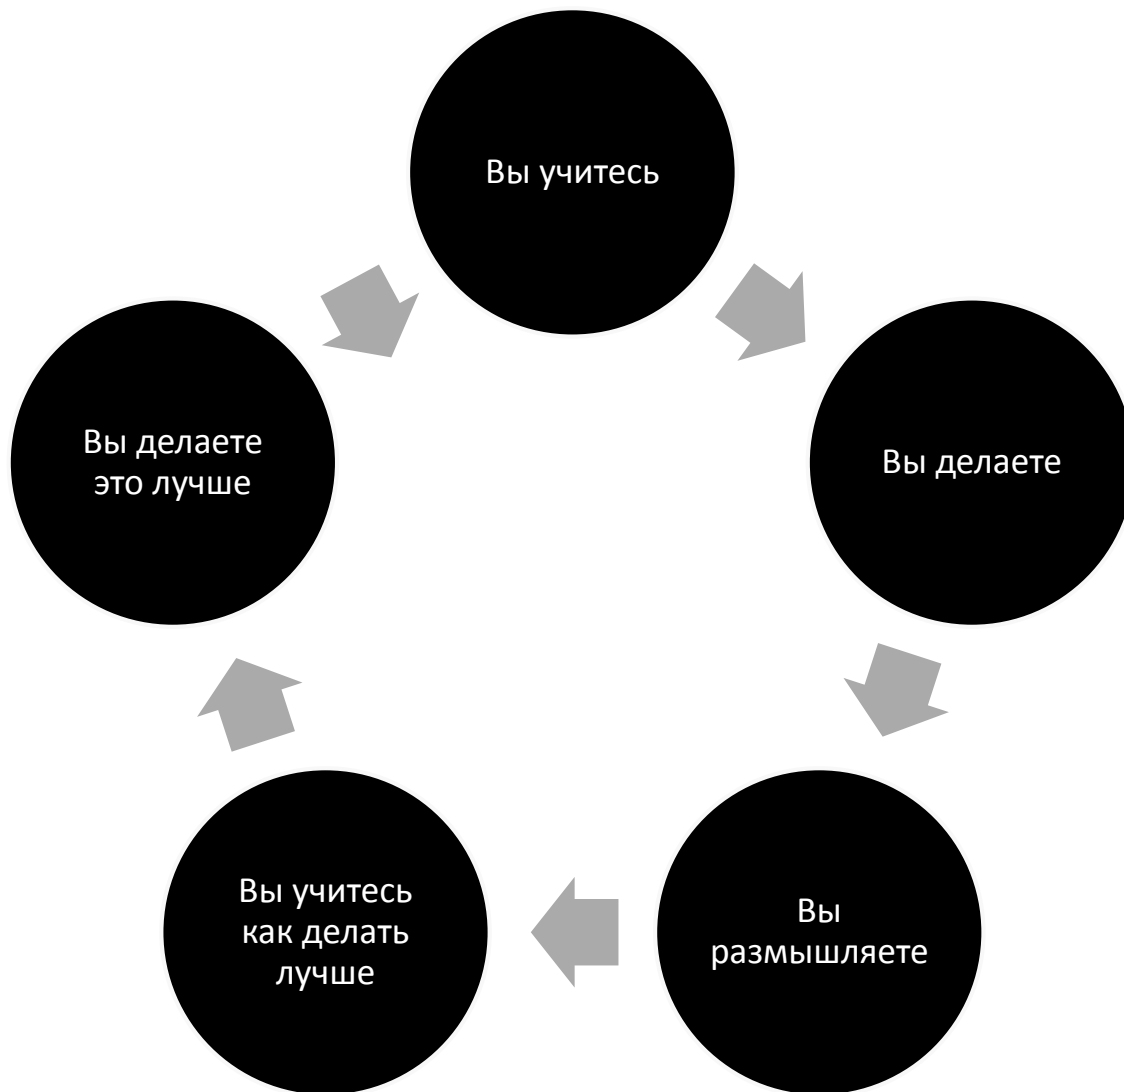 Вы учитесь
Вы делаете
Вы
размышляете
Вы учитесь
как делать
лучше
Вы делаете
это лучше